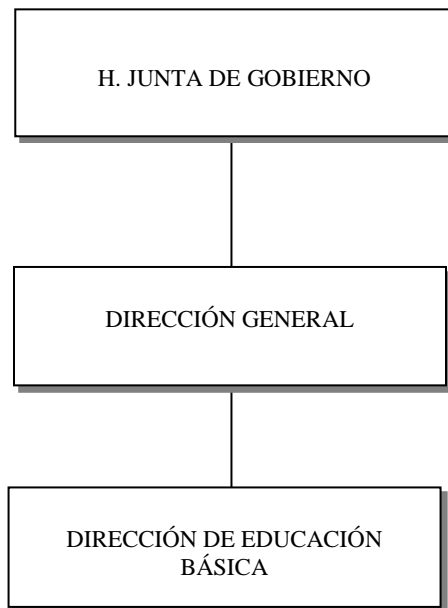 H. JUNTA DE GOBIERNO
DIRECCIÓN GENERAL
DIRECCIÓN DE EDUCACIÓN
BÁSICA